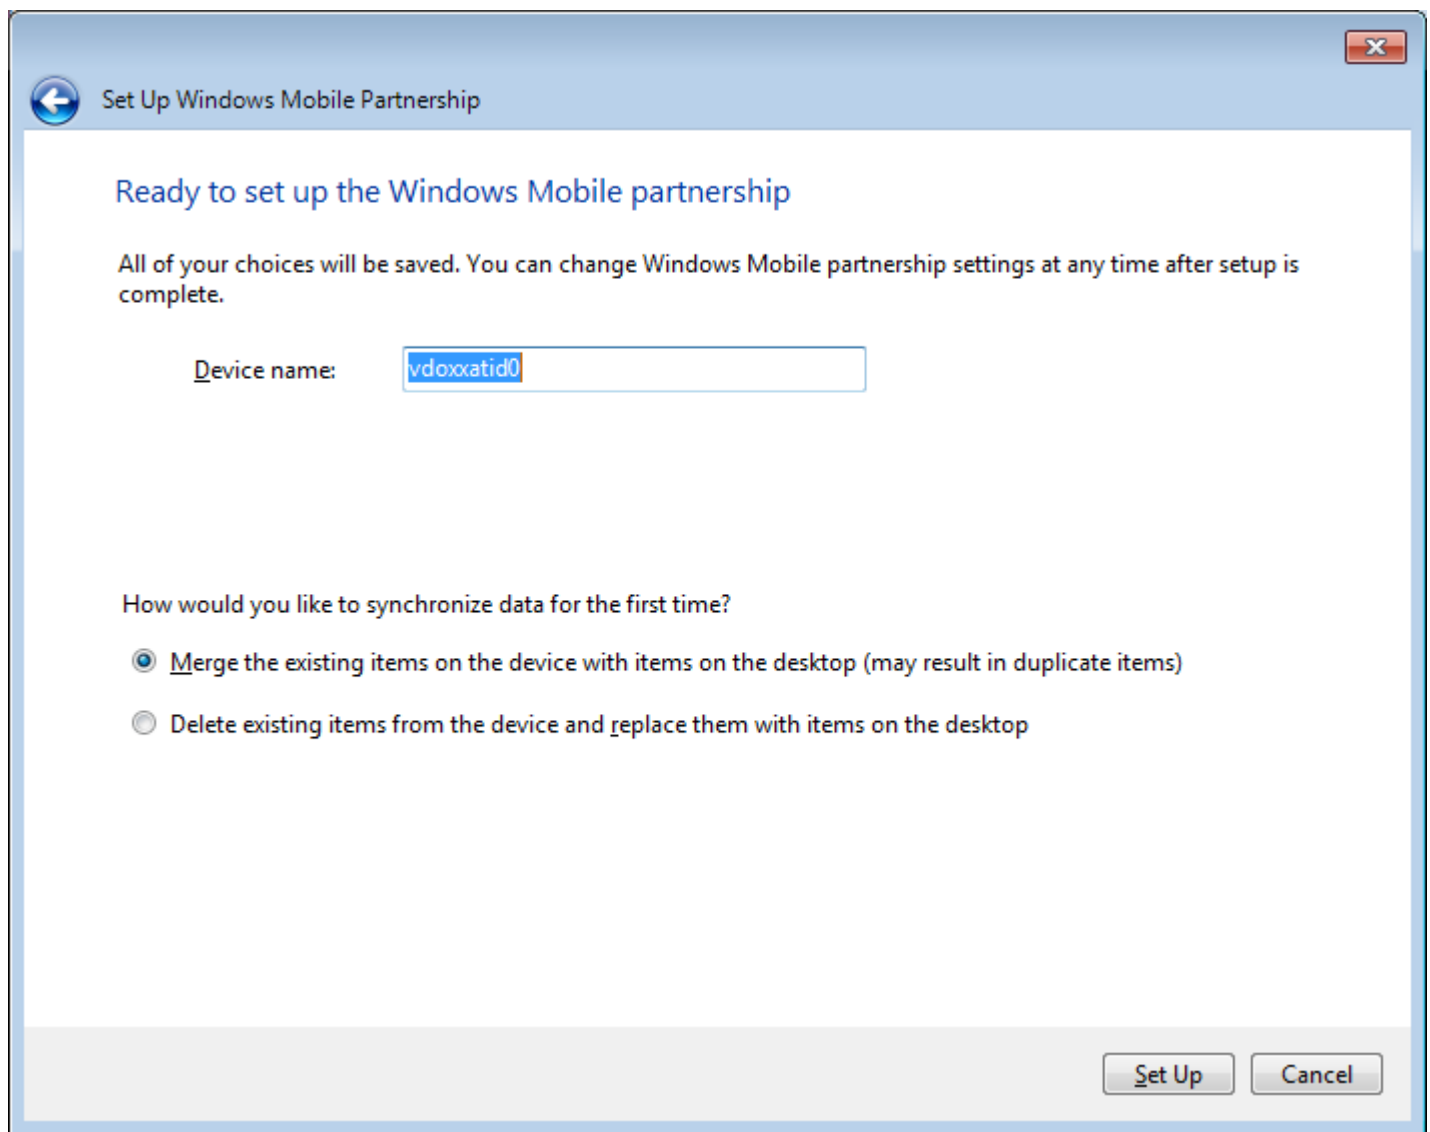 Set Up Windows Mobile Partnership
Ready to set up the Windows Mobile partnership
All of your choices will be saved. You can change Windows Mobile partnership settings at any time after setup is
complete.
Device name: vdoxxatid0
How would you like to synchronize data for the first time?
Merge the existing items on the device with items on the desktop (may result in duplicate items)
Delete existing items from the device and replace them with items on the desktop
Set Up Cancel